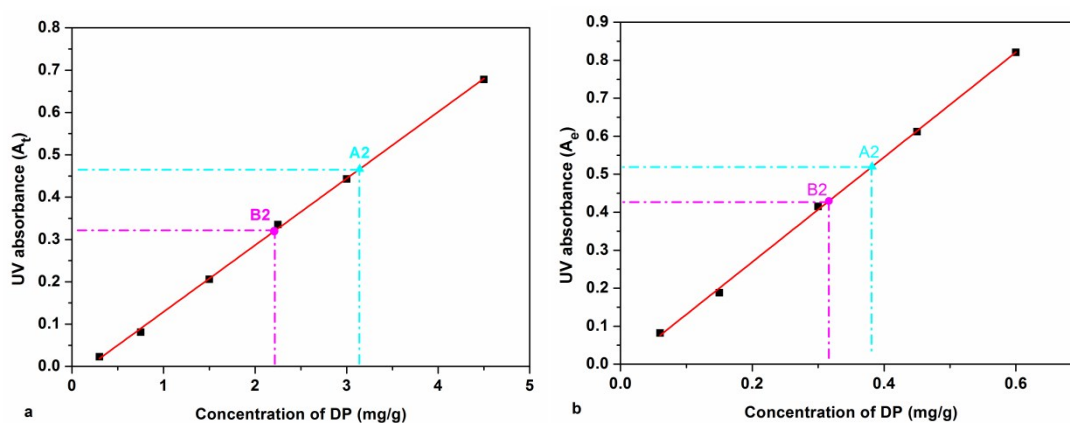 0.8
0.7
0.6
0.5
0.4
0.3
0.2
0.1
0.0
UV absorbance (At)
A2
B2
0 1 2 3 4 5
Concentration of DP (mg/g)
a
0.9
0.8
0.7
0.6
0.5
0.4
0.3
0.2
0.1
0.0
UV absorbance (Ae)
A2
B2
0.0 0.2 0.4 0.6
Concentration of DP (mg/g)
b